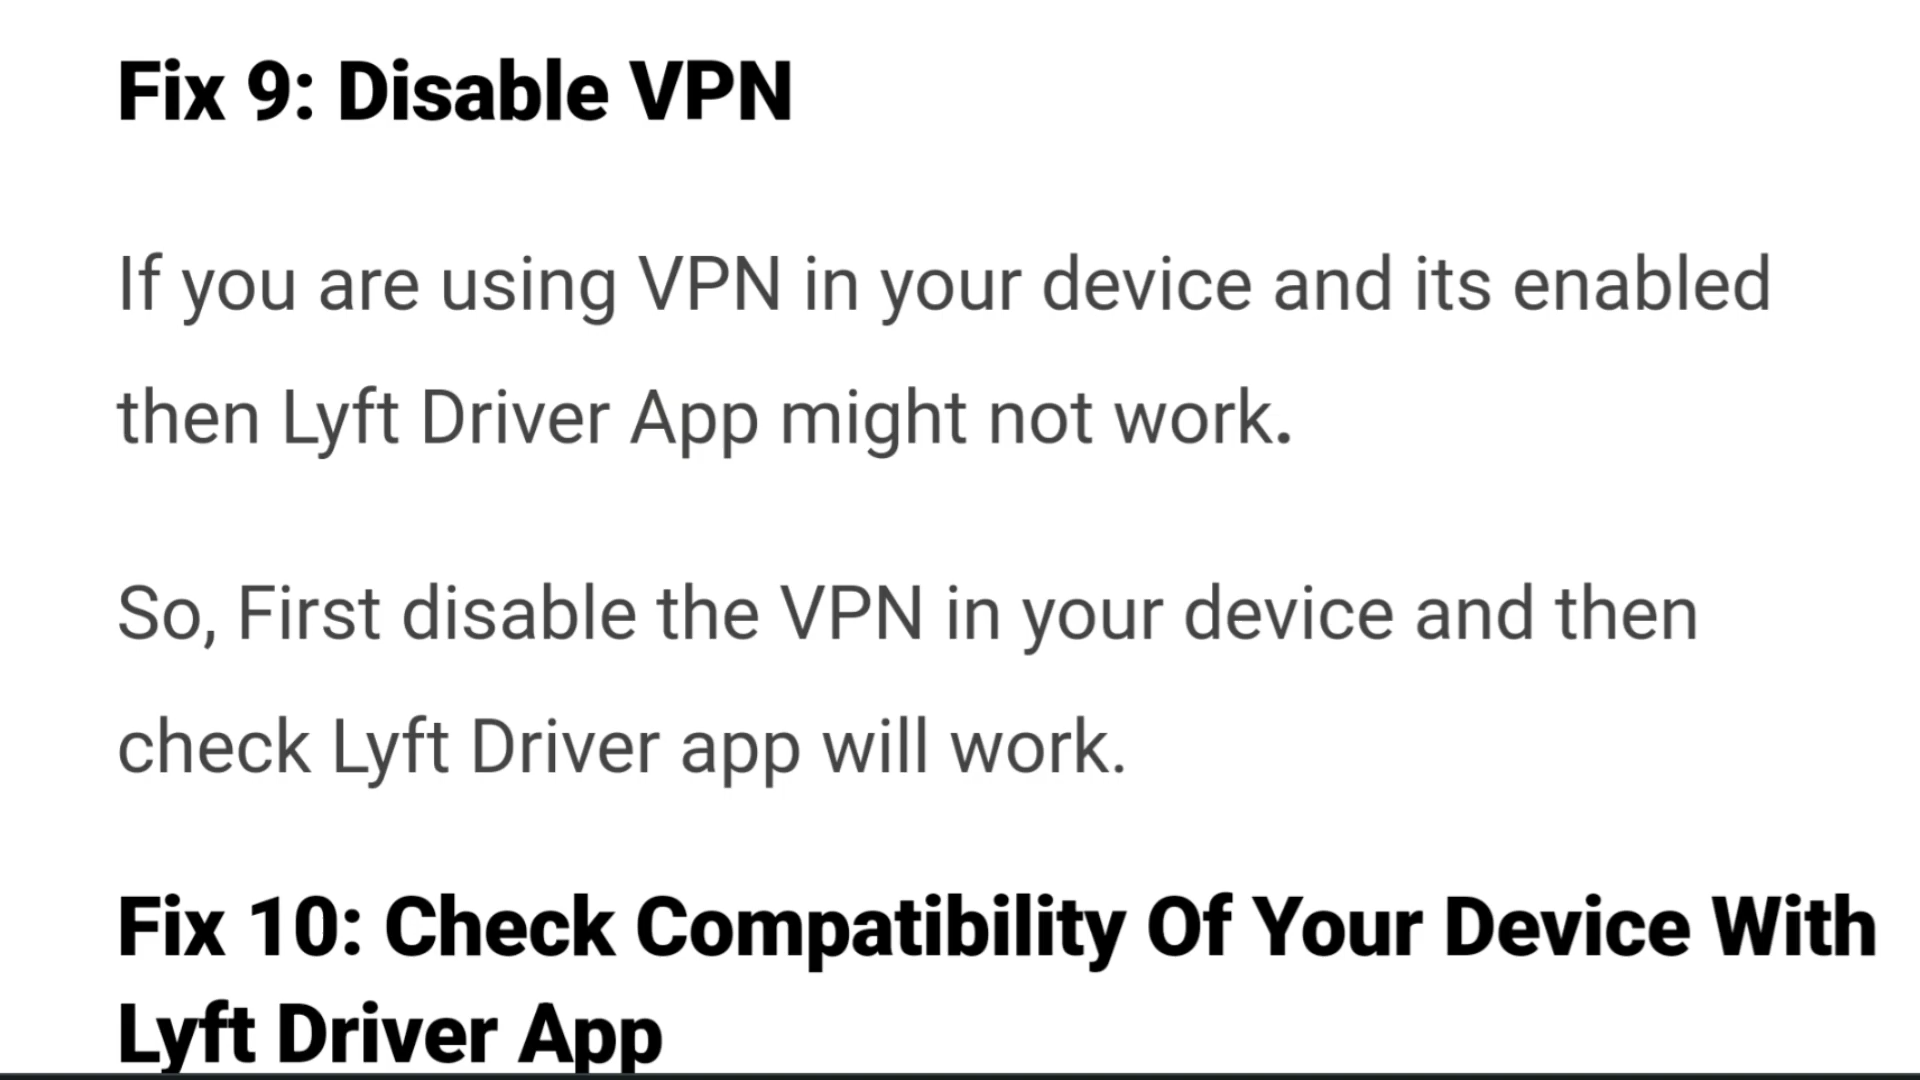 Fix 9: Disable VPN
If you are using VPN in your device and its enabled
then Lyft Driver App might not work.
So, First disable the VPN in your device and then
check Lyft Driver app will work.
Fix 10: Check Compatibility Of Your Device With
Lyft Driver App